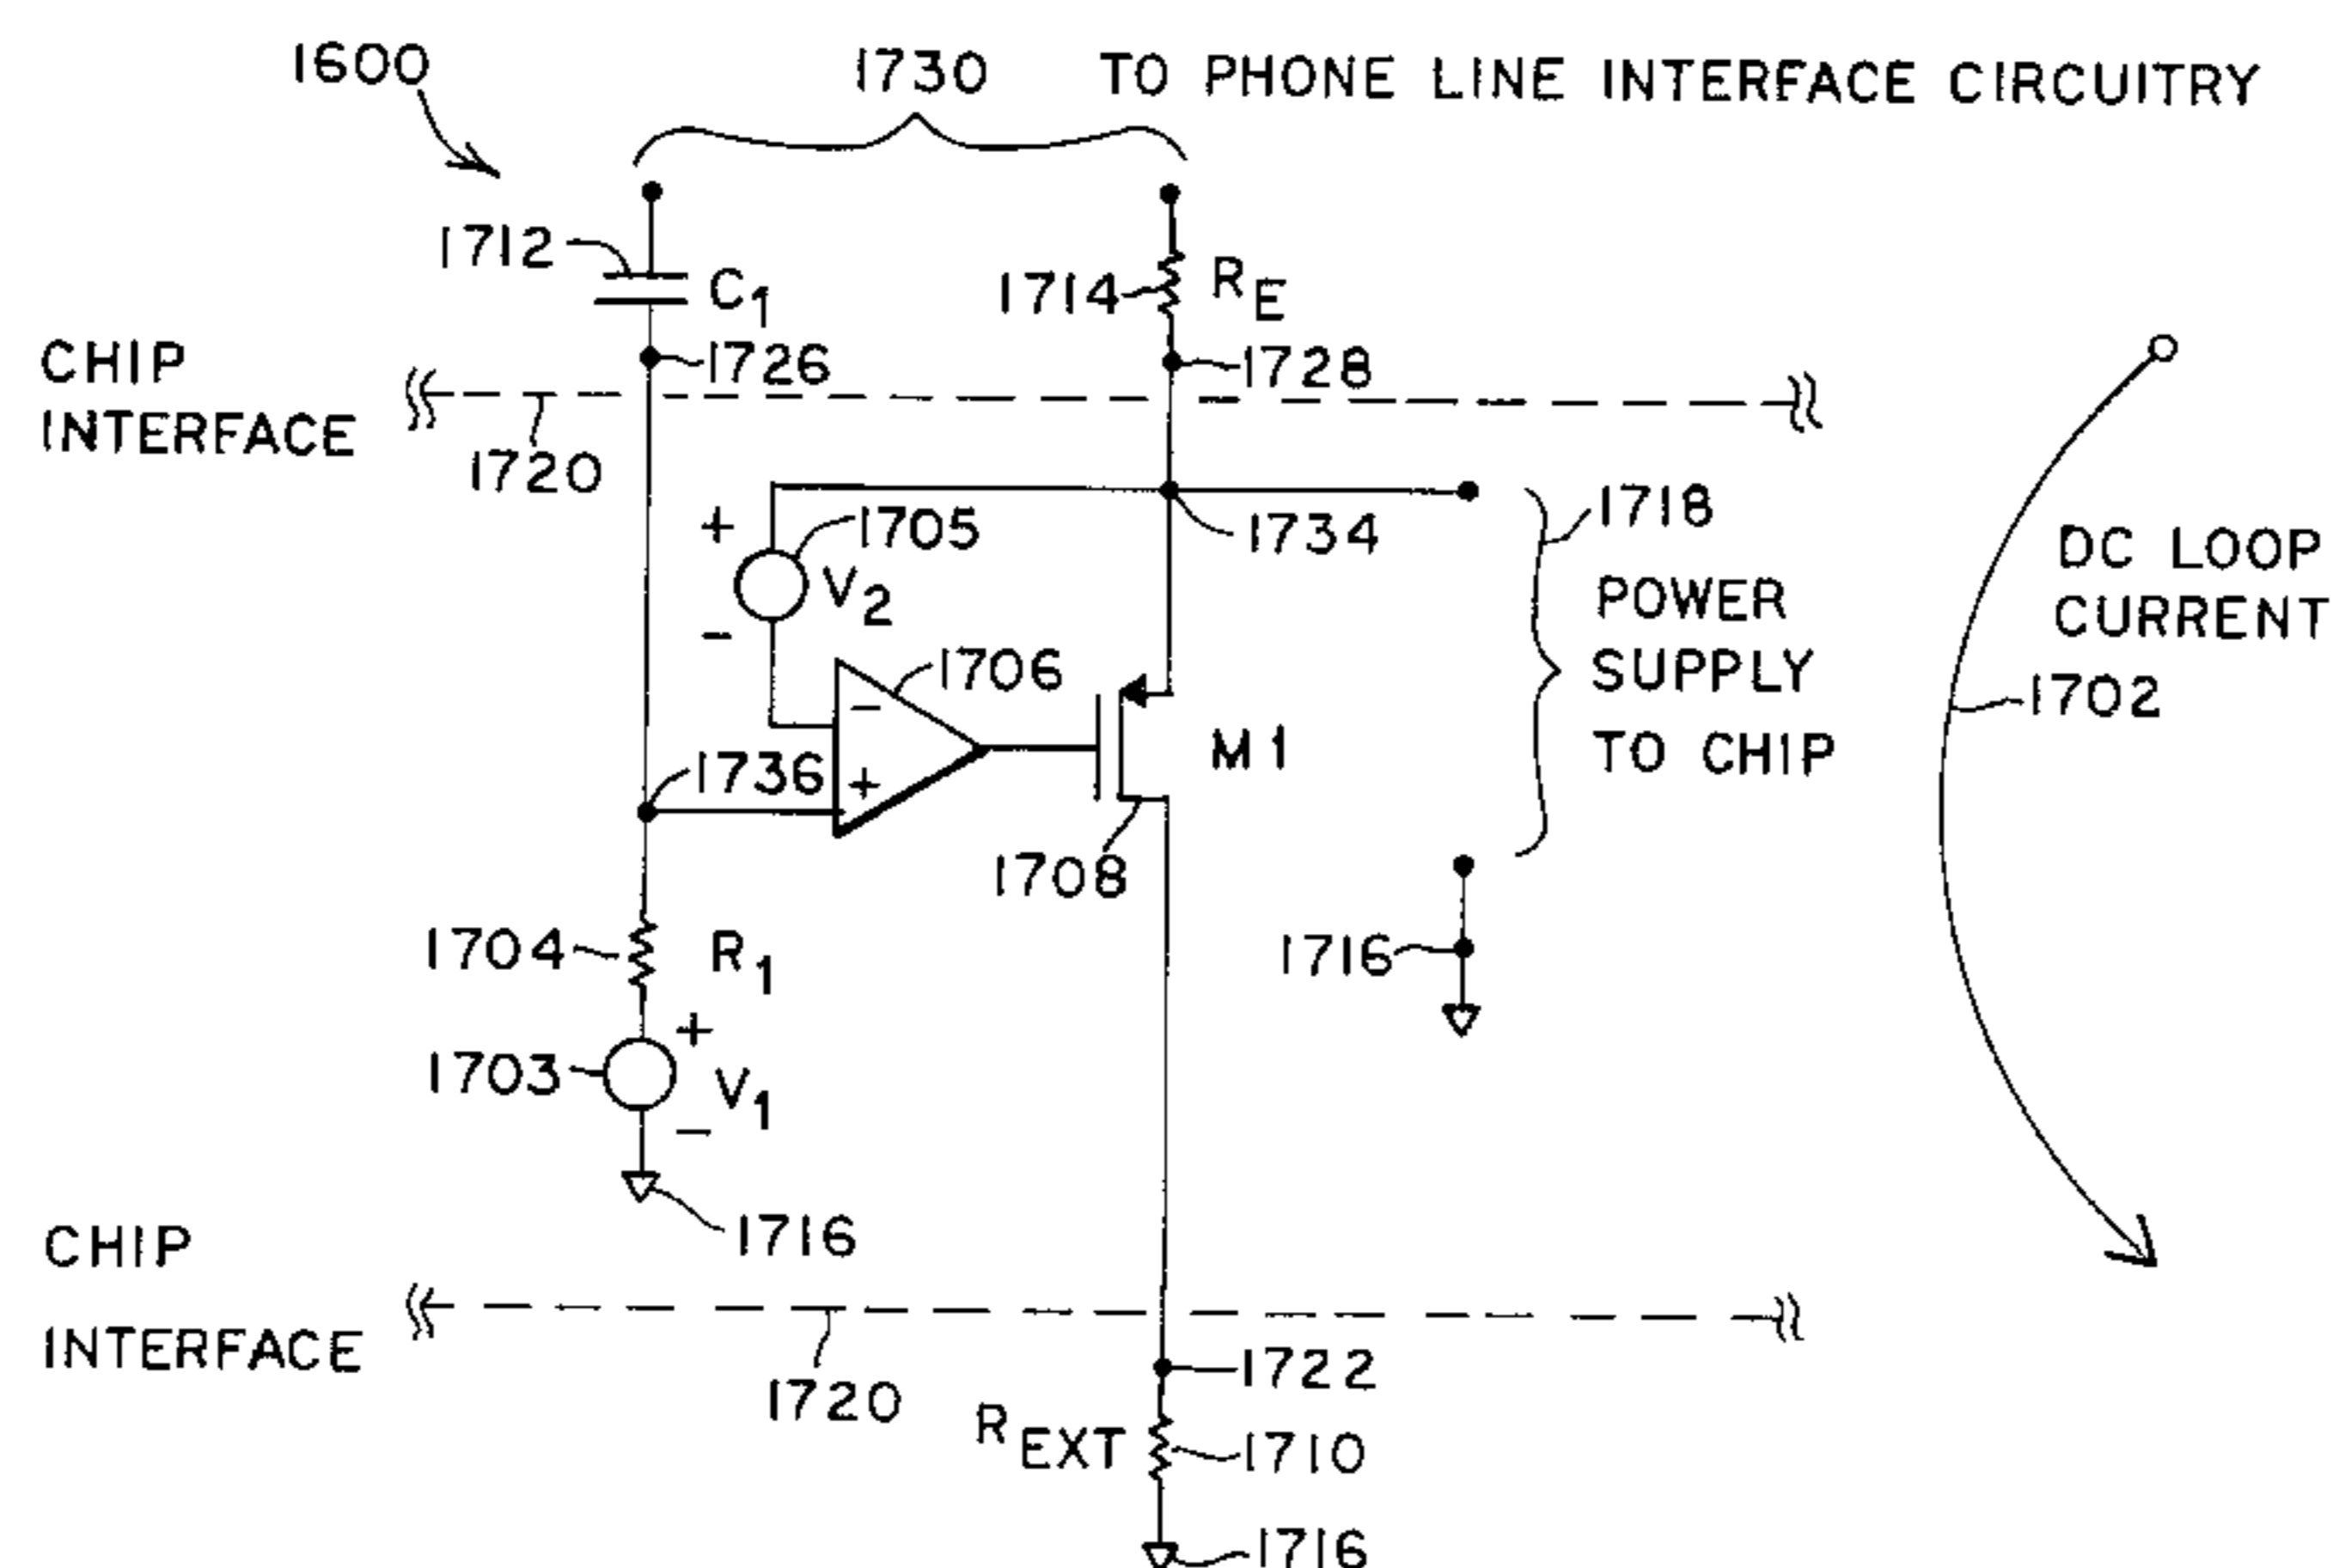 1600
1730 TO PHONE LINE INTERFACE CIRCUITRY
1712
C1
1714
RE
CHIP
INTERFACE
1726
1728
1720
+
1705
1734
1718
V2
-
DC LOOP
CURRENT
1702
POWER
SUPPLY
TO CHIP
1706
-
+
M1
1736
1708
1704
R1
1716
+
1703
V1
-
1716
CHIP
INTERFACE
1720
1722
REXT
1710
1716